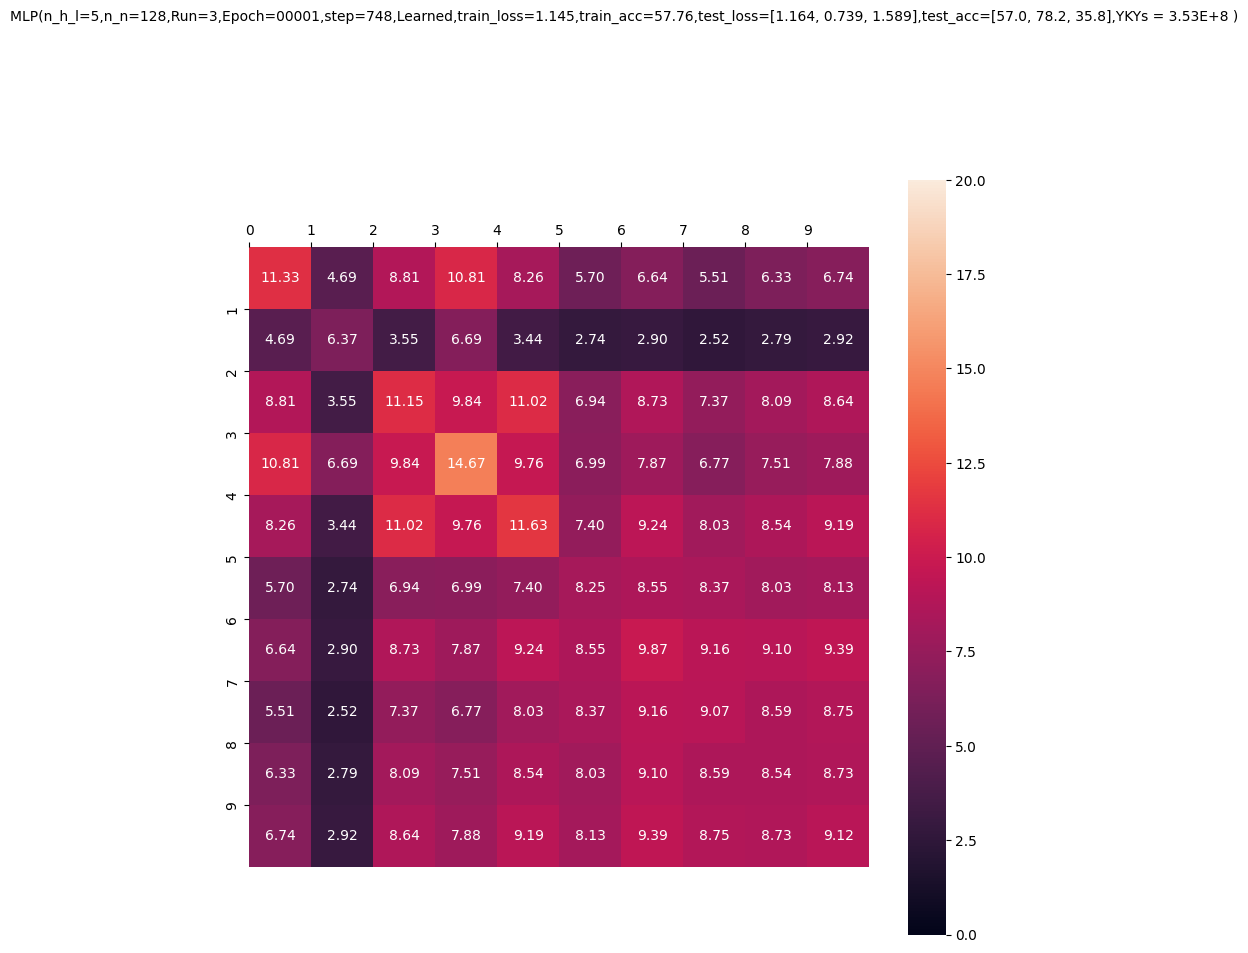 MLP(n_h_l=5,n_n=128,Run=3,Epoch=00001,step=748,Learned,train_loss=1.145,train_acc=57.76,test_loss=[1.164, 0.739, 1.589],test_acc=[57.0, 78.2, 35.8],YKYs = 3.53E+8 )
20.0
0 1 2 3 4 5 6 7 8 9
11.33 4.69 8.81 10.81 8.26 5.70 6.64 5.51 6.33 6.74
17.5
1
4.69 6.37 3.55 6.69 3.44 2.74 2.90 2.52 2.79 2.92
15.0
2
8.81 3.55 11.15 9.84 11.02 6.94 8.73 7.37 8.09 8.64
3
12.5
10.81 6.69 9.84 14.67 9.76 6.99 7.87 6.77 7.51 7.88
4
8.26 3.44 11.02 9.76 11.63 7.40 9.24 8.03 8.54 9.19
10.0
5
5.70 2.74 6.94 6.99 7.40 8.25 8.55 8.37 8.03 8.13
6
6.64 2.90 8.73 7.87 9.24 8.55 9.87 9.16 9.10 9.39
7.5
7
5.51 2.52 7.37 6.77 8.03 8.37 9.16 9.07 8.59 8.75
8
5.0
6.33 2.79 8.09 7.51 8.54 8.03 9.10 8.59 8.54 8.73
9
6.74 2.92 8.64 7.88 9.19 8.13 9.39 8.75 8.73 9.12
2.5
0.0